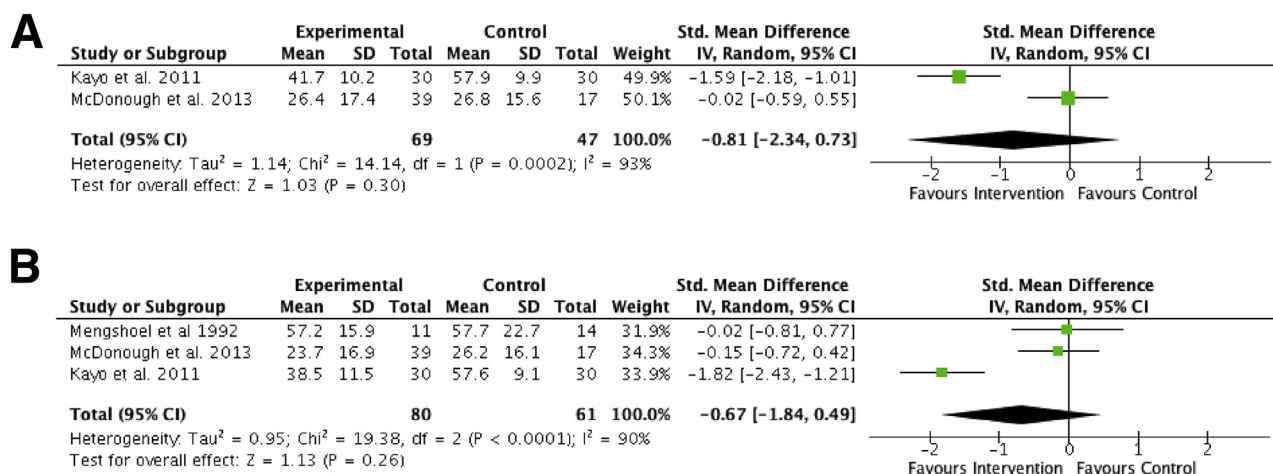 A
Experimental Control Std. Mean Difference Std. Mean Difference
Study or Subgroup Mean SD Total Mean SD Total Weight IV, Random, 95% CI IV, Random, 95% CI
Kayo et al. 2011 41.7 10.2 30 57.9 9.9 30 49.9% -1.59 [-2.18, -1.01]
McDonough et al. 2013 26.4 17.4 39 26.8 15.6 17 50.1% -0.02 [-0.59, 0.55]
Total (95% CI) 69 47 100.0% -0.81 [-2.34, 0.73]
Heterogeneity: Tau² = 1.14; Chi² = 14.14, df = 1 (P = 0.0002); I² = 93%
Test for overall effect: Z = 1.03 (P = 0.30)
-2 -1 0 1 2
Favours Intervention Favours Control
B
Experimental Control Std. Mean Difference Std. Mean Difference
Study or Subgroup Mean SD Total Mean SD Total Weight IV, Random, 95% CI IV, Random, 95% CI
Mengshoel et al 1992 57.2 15.9 11 57.7 22.7 14 31.9% -0.02 [-0.81, 0.77]
McDonough et al. 2013 23.7 16.9 39 26.2 16.1 17 34.3% -0.15 [-0.72, 0.42]
Kayo et al. 2011 38.5 11.5 30 57.6 9.1 30 33.9% -1.82 [-2.43, -1.21]
Total (95% CI) 80 61 100.0% -0.67 [-1.84, 0.49]
Heterogeneity: Tau² = 0.95; Chi² = 19.38, df = 2 (P < 0.0001); I² = 90%
Test for overall effect: Z = 1.13 (P = 0.26)
-2 -1 0 1 2
Favours Intervention Favours Control